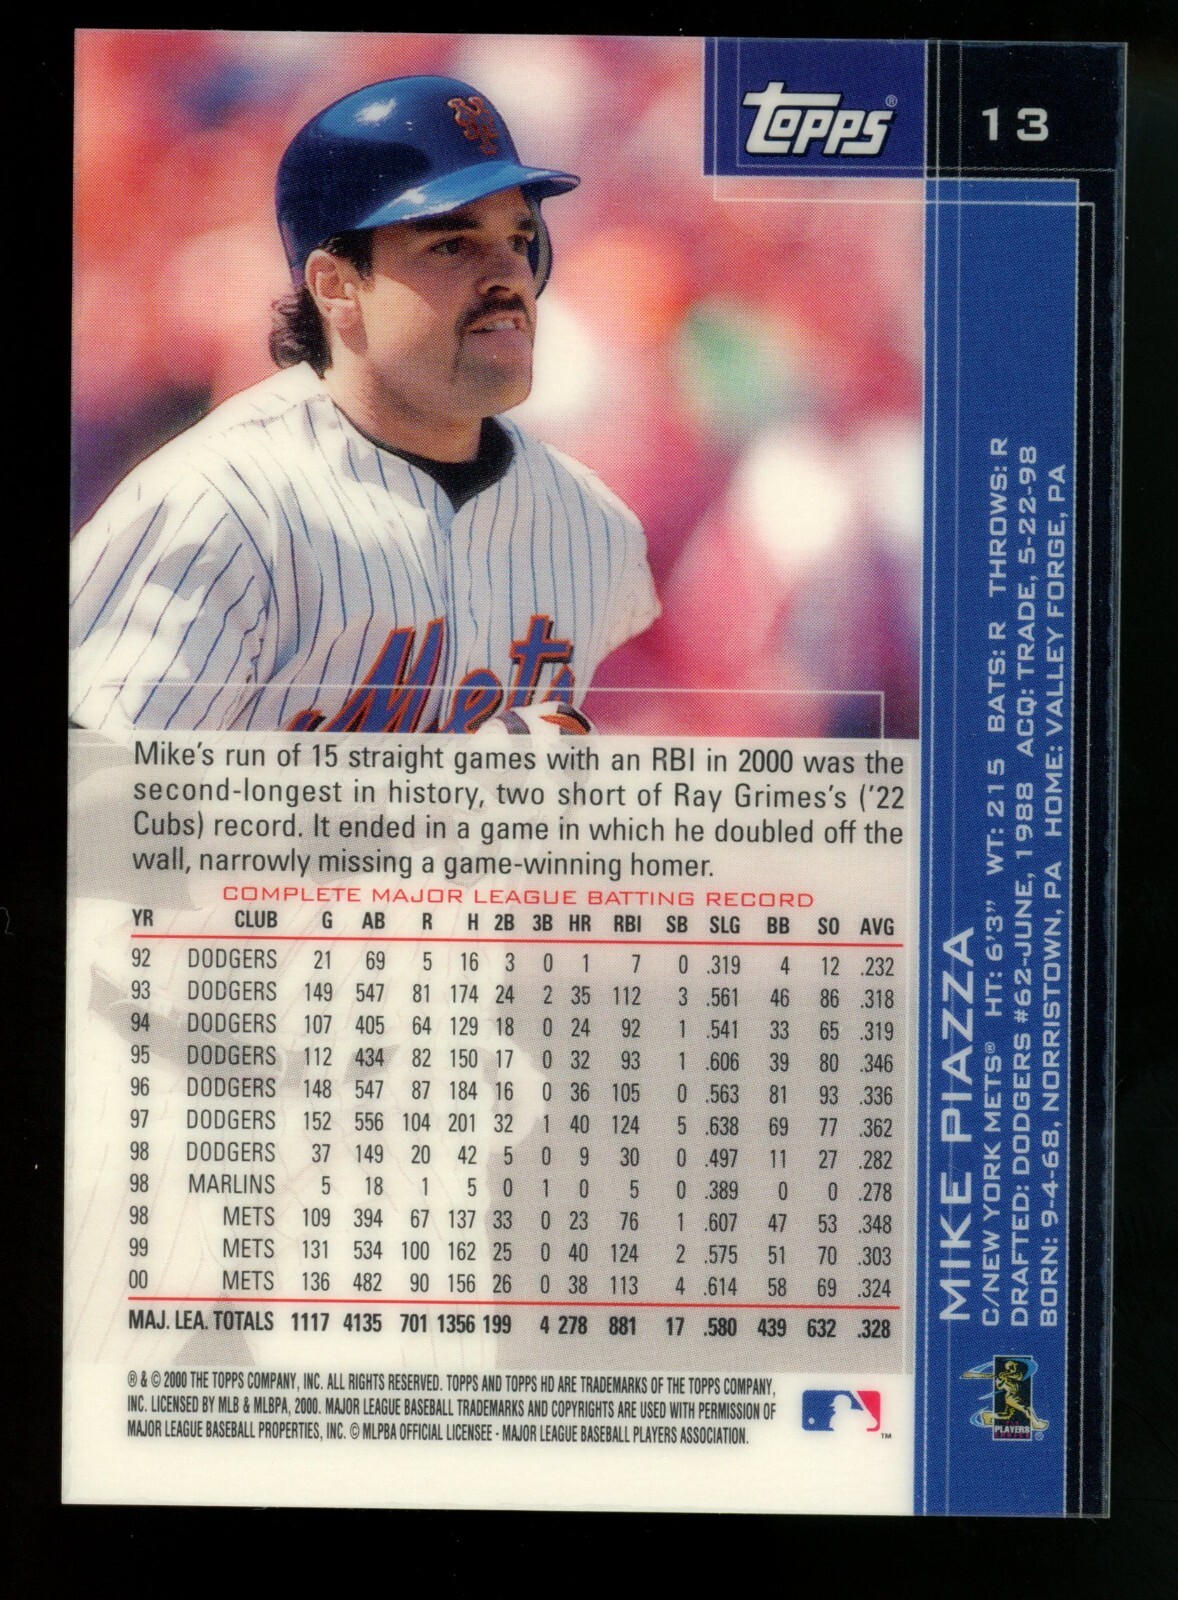 Topps®
13
Mets
Mike's run of 15 straight games with an RBI in 2000 was the
second-longest in history, two short of Ray Grimes's ('22
Cubs) record. It ended in a game in which he doubled off the
wall, narrowly missing a game-winning homer.
COMPLETE MAJOR LEAGUE BATTING RECORD
YR CLUB G AB R H 2B 3B HR RBI SB SLG BB SO AVG
92 DODGERS 21 69 5 16 3 0 1 7 0 .319 4 12 .232
93 DODGERS 149 547 81 174 24 2 35 112 3 .561 46 86 .318
94 DODGERS 107 405 64 129 18 0 24 92 1 .541 33 65 .319
95 DODGERS 112 434 82 150 17 0 32 93 1 .606 39 80 .346
96 DODGERS 148 547 87 184 16 0 36 105 0 .563 81 93 .336
97 DODGERS 152 556 104 201 32 1 40 124 5 .638 69 77 .362
98 DODGERS 37 149 20 42 5 0 9 30 0 .497 11 27 .282
98 MARLINS 5 18 1 5 0 1 0 5 0 .389 0 0 .278
98 METS 109 394 67 137 33 0 23 76 1 .607 47 53 .348
99 METS 131 534 100 162 25 0 40 124 2 .575 51 70 .303
00 METS 136 482 90 156 26 0 38 113 4 .614 58 69 .324
MAJ. LEA. TOTALS 1117 4135 701 1356 199 4 278 881 17 .580 439 632 .328
® & © 2000 THE TOPPS COMPANY, INC. ALL RIGHTS RESERVED. TOPPS AND TOPPS HD ARE TRADEMARKS OF THE TOPPS COMPANY,
INC. LICENSED BY MLB & MLBPA, 2000. MAJOR LEAGUE BASEBALL TRADEMARKS AND COPYRIGHTS ARE USED WITH PERMISSION OF
MAJOR LEAGUE BASEBALL PROPERTIES, INC. © MLPBA OFFICIAL LICENSEE - MAJOR LEAGUE BASEBALL PLAYERS ASSOCIATION.
TM
MIKE PIAZZA
C/NEW YORK METS® HT: 6'3" WT: 215 BATS: R THROWS: R
DRAFTED: DODGERS #62-JUNE, 1988 ACQ: TRADE, 5-22-98
BORN: 9-4-68, NORRISTOWN, PA HOME: VALLEY FORGE, PA
PLAYERS